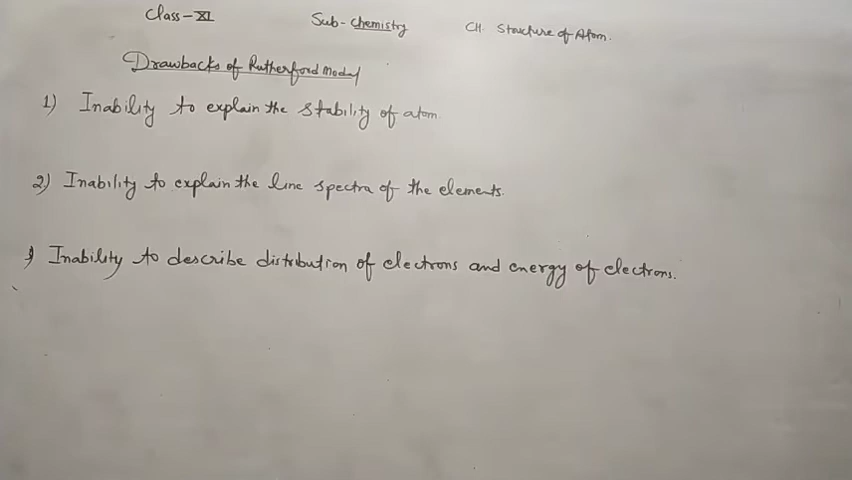 Class-XI Sub-Chemistry CH. Structure of Atom.
Drawbacks of Rutherford Model
1) Inability to explain the stability of atom.
2) Inability to explain the line spectra of the elements.
3) Inability to describe distribution of electrons and energy of electrons.